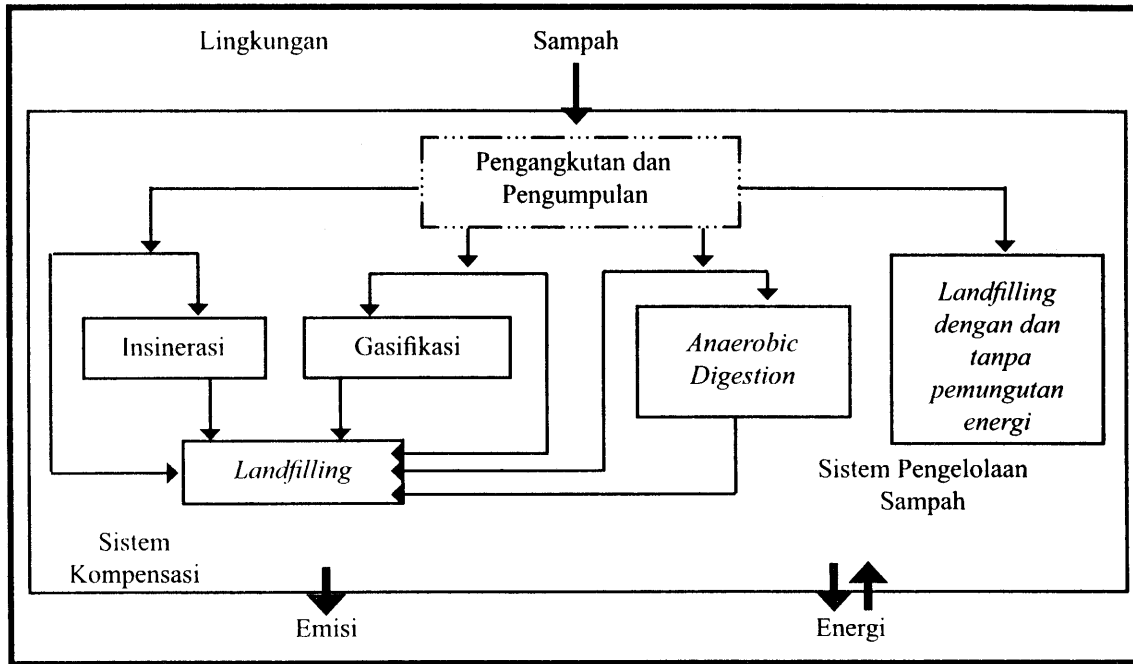 Lingkungan
Sampah
Pengangkutan dan
Pengumpulan
Insinerasi
Gasifikasi
Anaerobic
Digestion
Landfilling
dengan dan
tanpa
pemungutan
energi
Landfilling
Sistem Pengelolaan
Sampah
Sistem
Kompensasi
Emisi
Energi